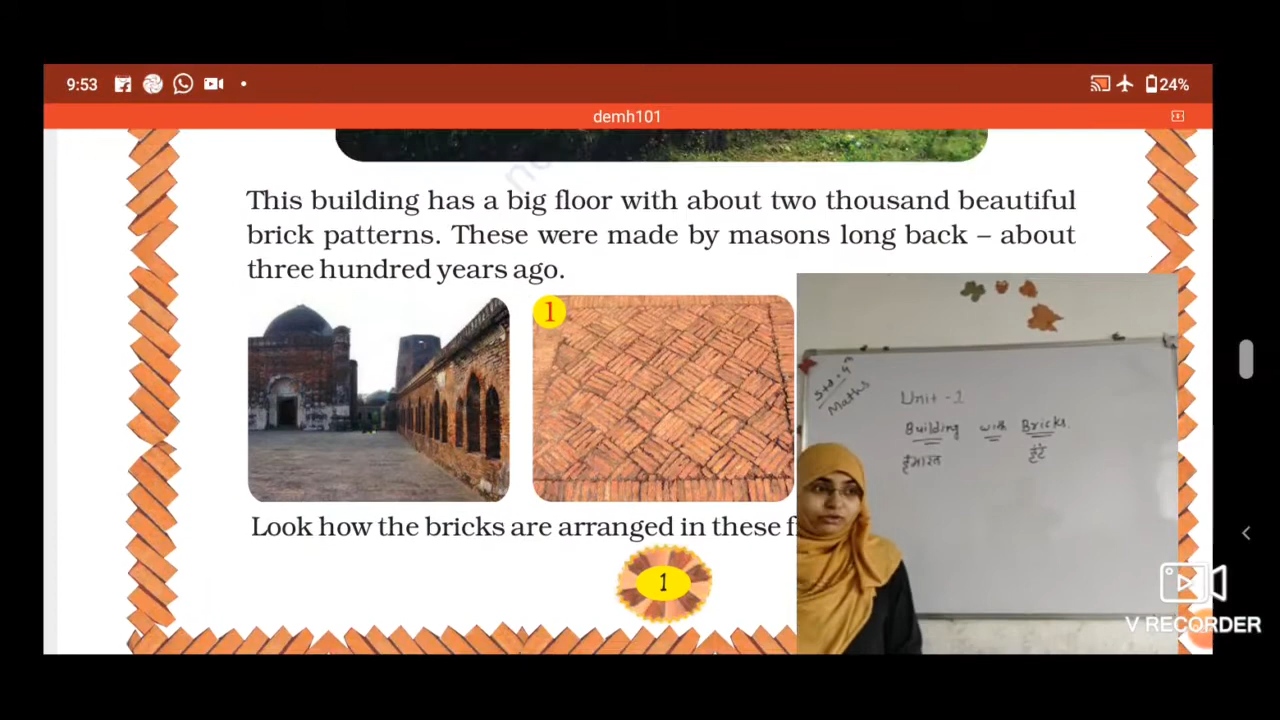 9:53
24%
demh101
This building has a big floor with about two thousand beautiful
brick patterns. These were made by masons long back – about
three hundred years ago.
1
Std - 4th
Maths
Unit - 1
Building with Bricks.
ईमारत ईंटें
Look how the bricks are arranged in these f
1
V RECORDER